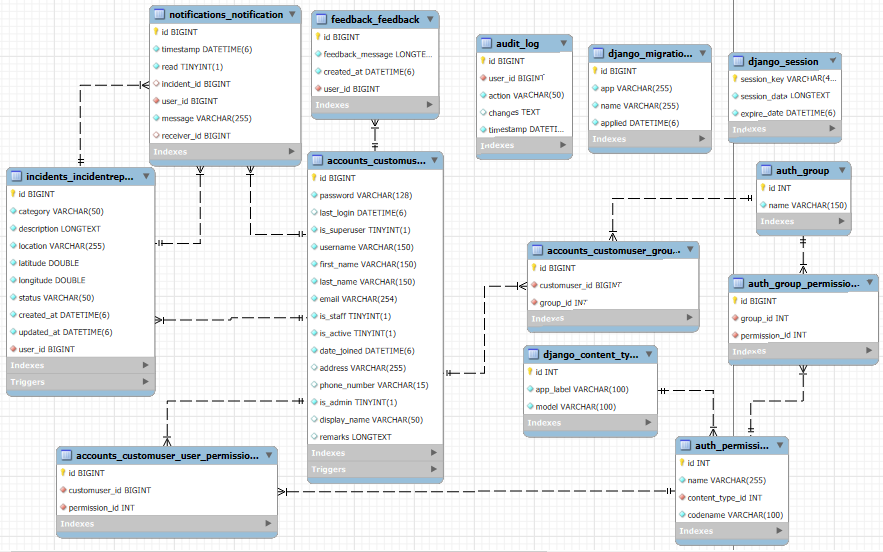 notifications_notification
id BIGINT
timestamp DATETIME(6)
read TINYINT(1)
incident_id BIGINT
user_id BIGINT
message VARCHAR(255)
receiver_id BIGINT
Indexes
feedback_feedback
id BIGINT
feedback_message LONGTE...
created_at DATETIME(6)
user_id BIGINT
Indexes
audit_log
id BIGINT
user_id BIGINT
action VARCHAR(50)
changes TEXT
timestamp DATETI...
Indexes
django_migratio...
id BIGINT
app VARCHAR(255)
name VARCHAR(255)
applied DATETIME(6)
Indexes
django_session
session_key VARCHAR(4...
session_data LONGTEXT
expire_date DATETIME(6)
Indexes
incidents_incidentrep...
id BIGINT
category VARCHAR(50)
description LONGTEXT
location VARCHAR(255)
latitude DOUBLE
longitude DOUBLE
status VARCHAR(50)
created_at DATETIME(6)
updated_at DATETIME(6)
user_id BIGINT
Indexes
Triggers
accounts_customus...
id BIGINT
password VARCHAR(128)
last_login DATETIME(6)
is_superuser TINYINT(1)
username VARCHAR(150)
first_name VARCHAR(150)
last_name VARCHAR(150)
email VARCHAR(254)
is_staff TINYINT(1)
is_active TINYINT(1)
date_joined DATETIME(6)
address VARCHAR(255)
phone_number VARCHAR(15)
is_admin TINYINT(1)
display_name VARCHAR(50)
remarks LONGTEXT
Indexes
Triggers
auth_group
id INT
name VARCHAR(150)
Indexes
accounts_customuser_grou...
id BIGINT
customuser_id BIGINT
group_id INT
Indexes
auth_group_permissio...
id BIGINT
group_id INT
permission_id INT
Indexes
django_content_ty...
id INT
app_label VARCHAR(100)
model VARCHAR(100)
Indexes
accounts_customuser_user_permissio...
id BIGINT
customuser_id BIGINT
permission_id INT
Indexes
auth_permissi...
id INT
name VARCHAR(255)
content_type_id INT
codename VARCHAR(100)
Indexes